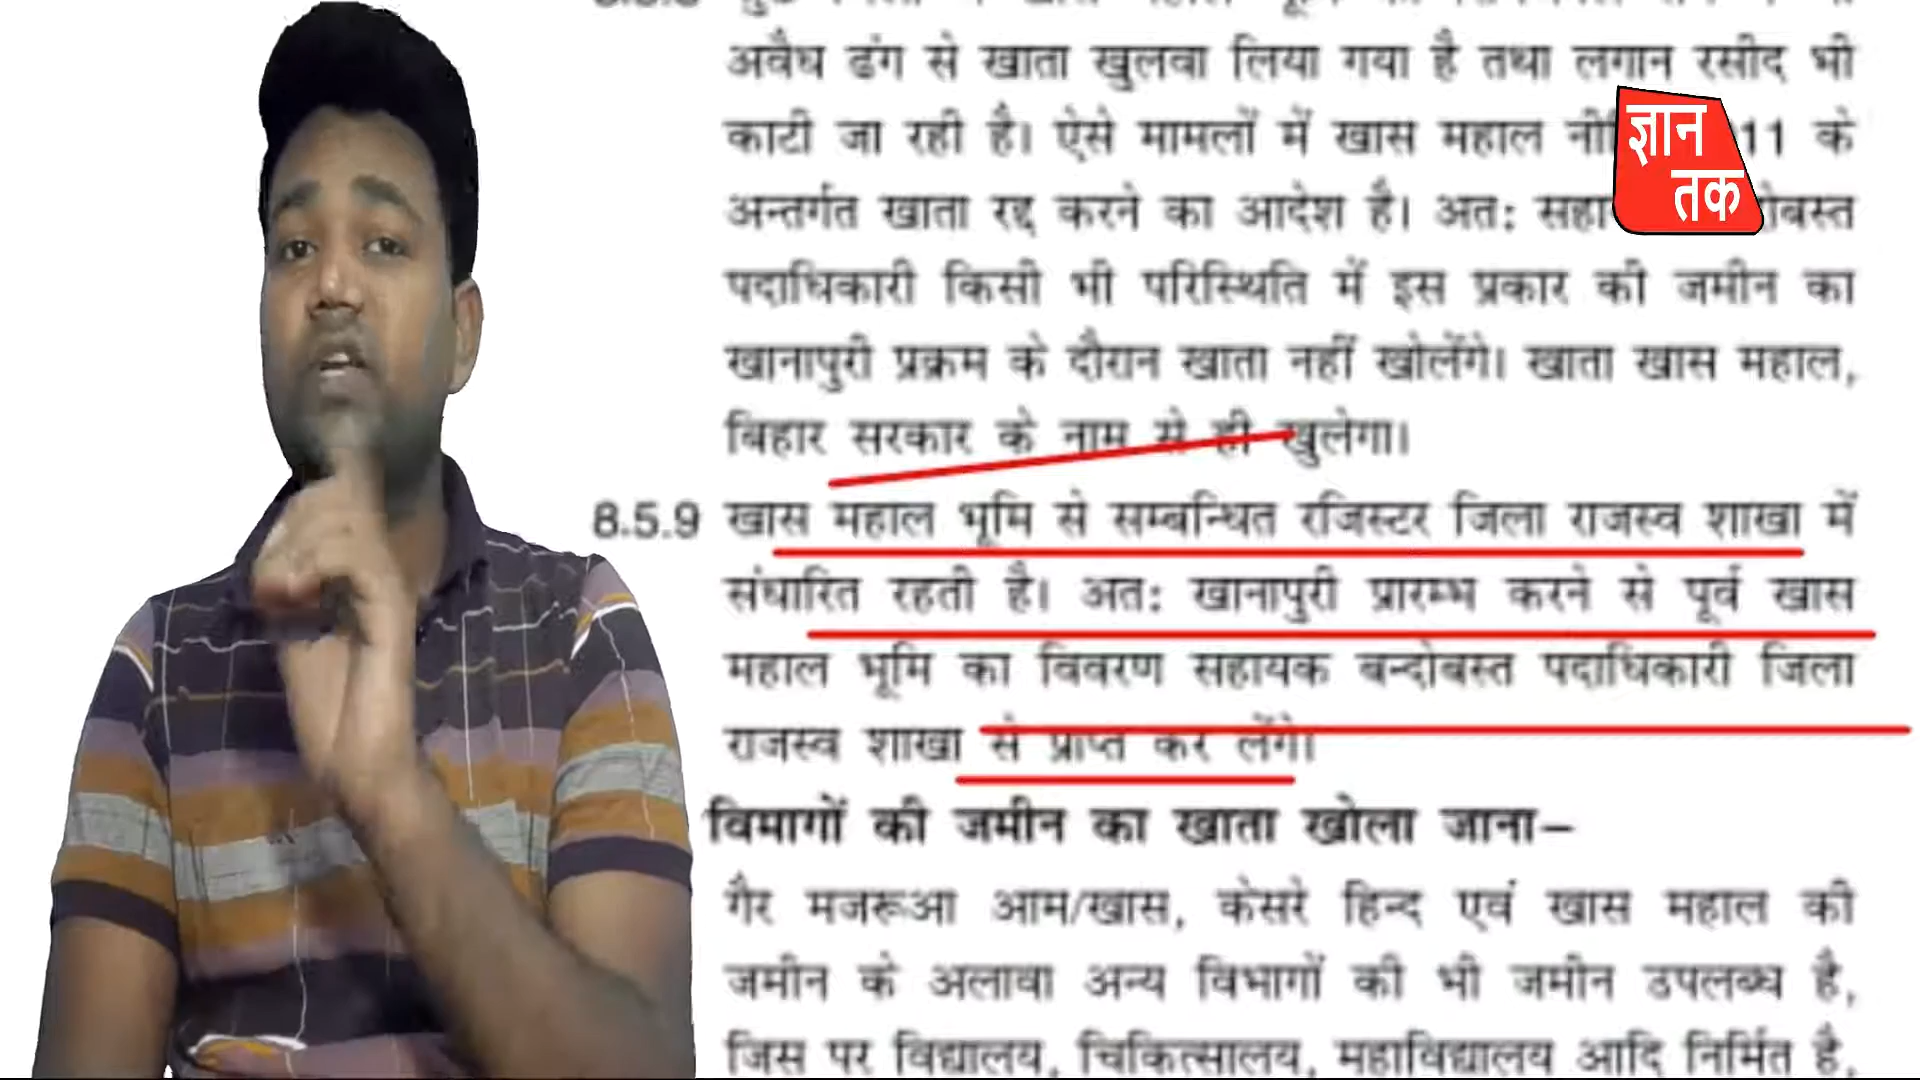 अवैध ढंग से खाता खुलवा लिया गया है तथा लगान रसीद भी
काटी जा रही है। ऐसे मामलों में खास महाल 11 के
अन्तर्गत खाता रद्द करने का आदेश है। अत:
पदाधिकारी किसी भी परिस्थिति में इस प्रकार की जमीन का
खानापुरी प्रक्रम के दौरान खाता नहीं खोलेंगे। खाता खास महाल,
बिहार सरकार के नाम से ही खुलेगा।
8.5.9 खास महाल भूमि से सम्बन्धित रजिस्टर जिला राजस्व शाखा में
संधारित रहती है। अत: खानापुरी प्रारम्भ करने से पूर्व खास
महाल भूमि का विवरण सहायक बन्दोबस्त पदाधिकारी जिला
राजस्व शाखा से प्राप्त कर लेंगे।
विभागों की जमीन का खाता खोला जाना–
गैर मजरूआ आम/खास, केसरे हिन्द एवं खास महाल की
जमीन के अलावा अन्य विभागों की भी जमीन उपलब्ध है,
जिस पर विद्यालय, चिकित्सालय, महाविद्यालय आदि निर्मित है,
ज्ञान
तक